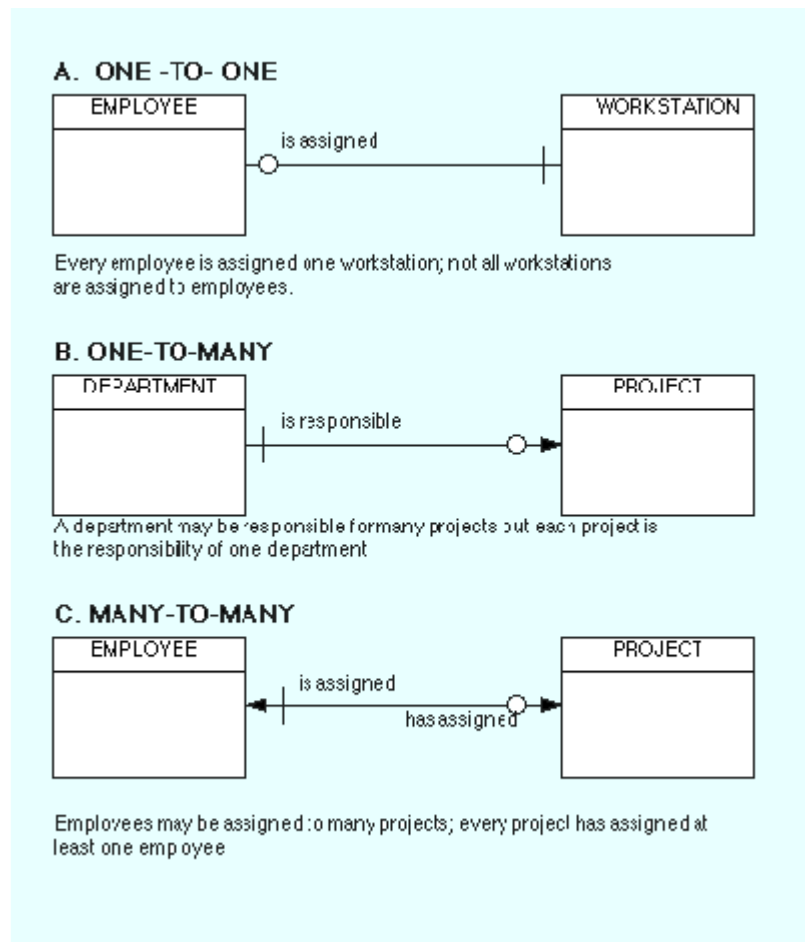 A. ONE -TO- ONE
EMPLOYEE
WORKSTATION
is assigned
Every employee is assigned one workstation; not all workstations
are assigned to employees.
B. ONE-TO-MANY
DEPARTMENT
PROJECT
is responsible
A department may be responsible for many projects but each project is
the responsibility of one department
C. MANY-TO-MANY
EMPLOYEE
PROJECT
is assigned
has assigned
Employees may be assigned to many projects; every project has assigned at
least one employee